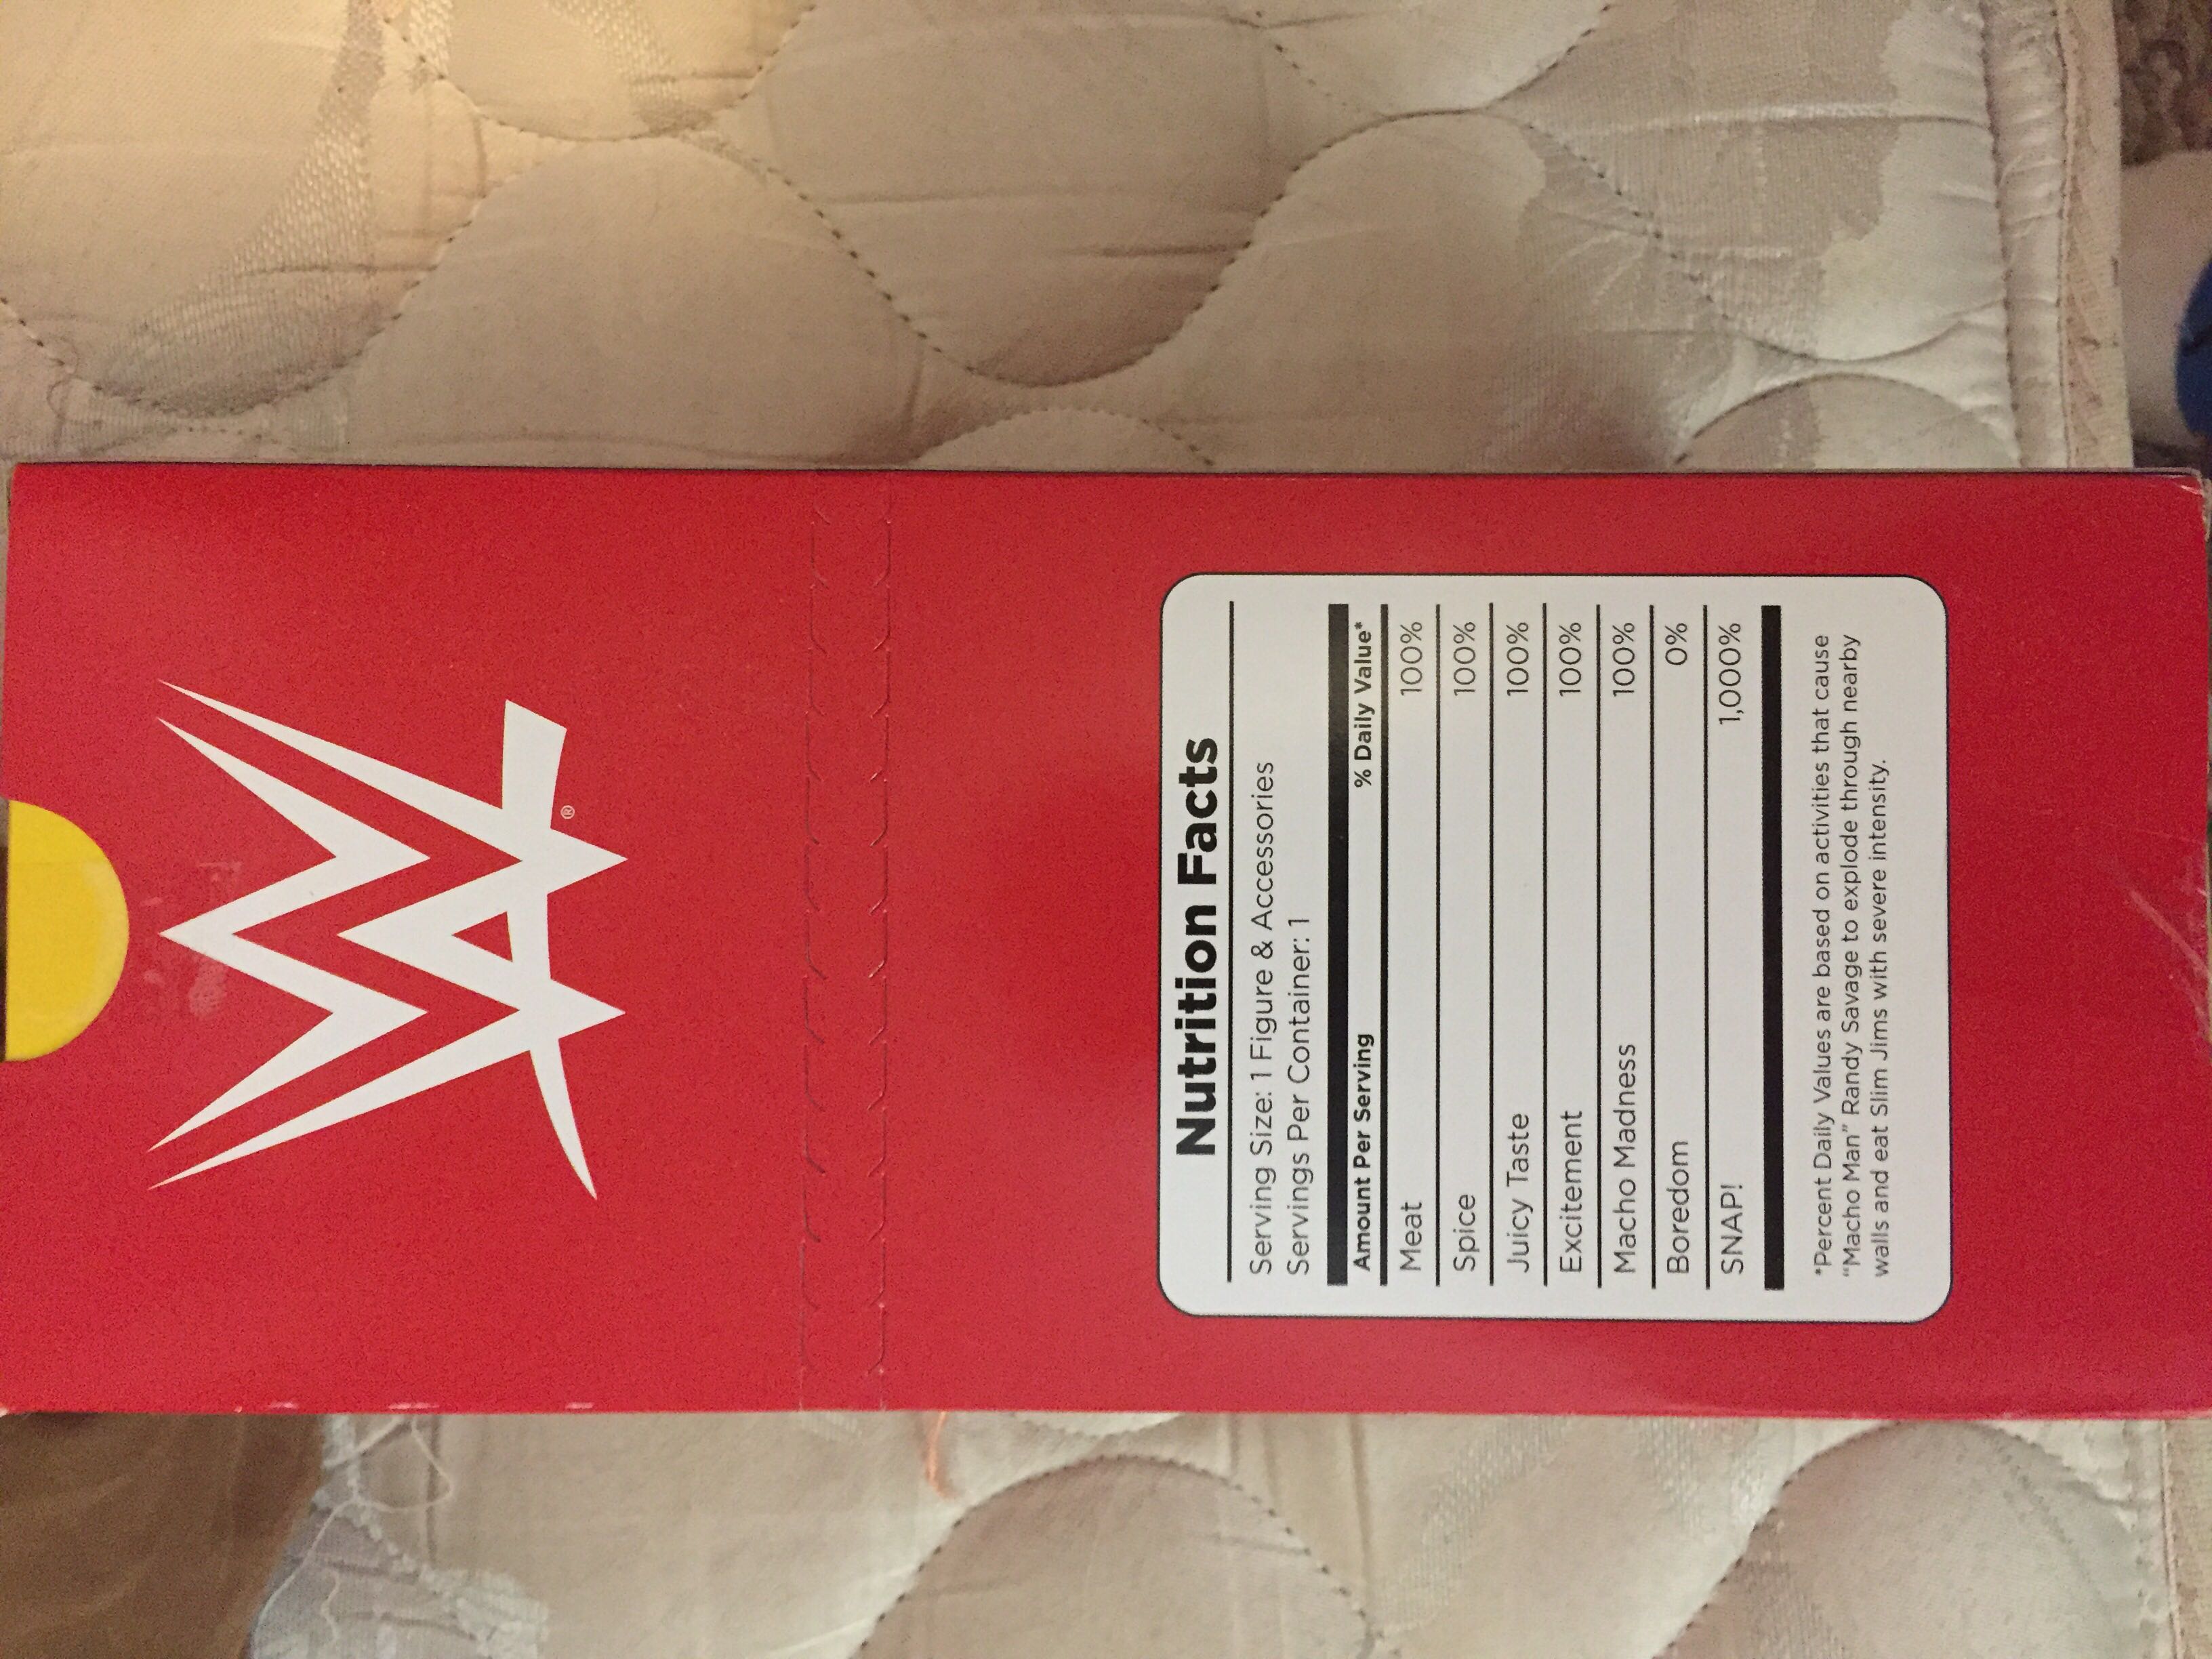 WWE
®
Nutrition Facts
Serving Size: 1 Figure & Accessories
Servings Per Container: 1
Amount Per Serving % Daily Value*
Meat 100%
Spice 100%
Juicy Taste 100%
Excitement 100%
Macho Madness 100%
Boredom 0%
SNAP! 1,000%
*Percent Daily Values are based on activities that cause
"Macho Man" Randy Savage to explode through nearby
walls and eat Slim Jims with severe intensity.